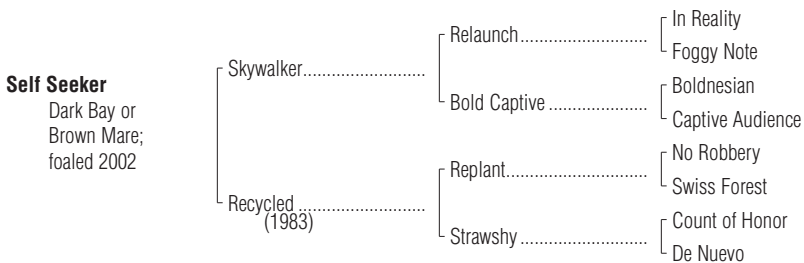 In Reality
Relaunch..............................
Foggy Note
Skywalker.............................
Boldnesian
Bold Captive .......................
Captive Audience
Self Seeker
Dark Bay or
Brown Mare;
foaled 2002
No Robbery
Replant.................................
Swiss Forest
Recycled ..............................
(1983)
Count of Honor
Strawshy ..............................
De Nuevo